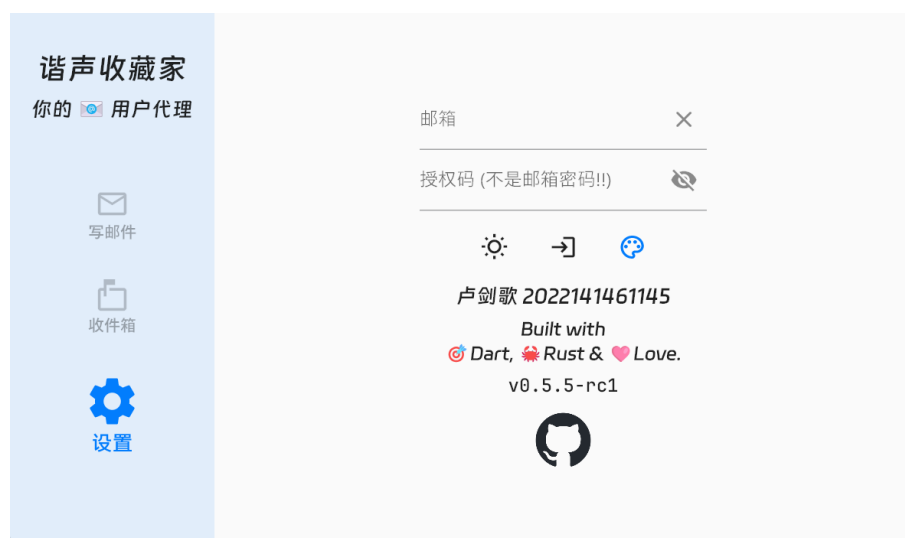 谐声收藏家
你的 📧 用户代理
写邮件
收件箱
设置
邮箱
授权码 (不是邮箱密码!!)
卢剑歌 2022141461145
Built with
🎯 Dart, 🦀 Rust & 💗 Love.
v0.5.5-rc1